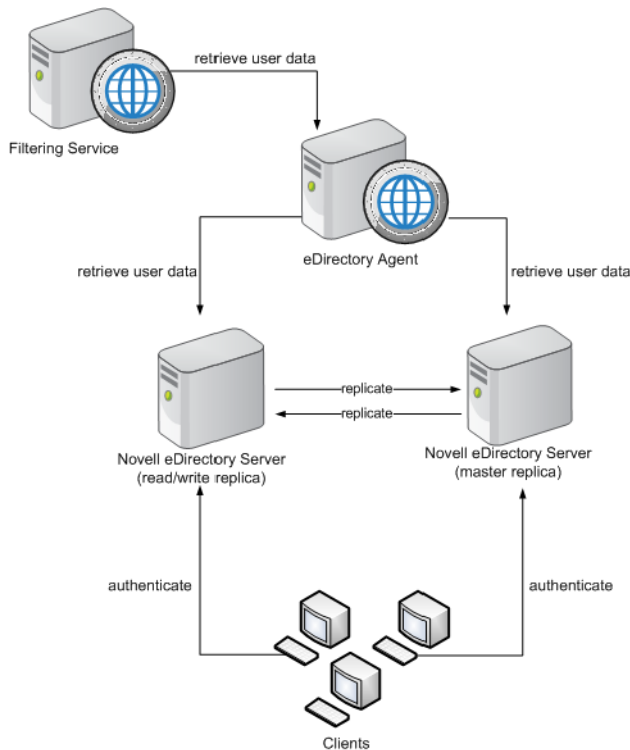 retrieve user data
Filtering Service
eDirectory Agent
retrieve user data
retrieve user data
replicate
replicate
Novell eDirectory Server
(read/write replica)
Novell eDirectory Server
(master replica)
authenticate
authenticate
Clients